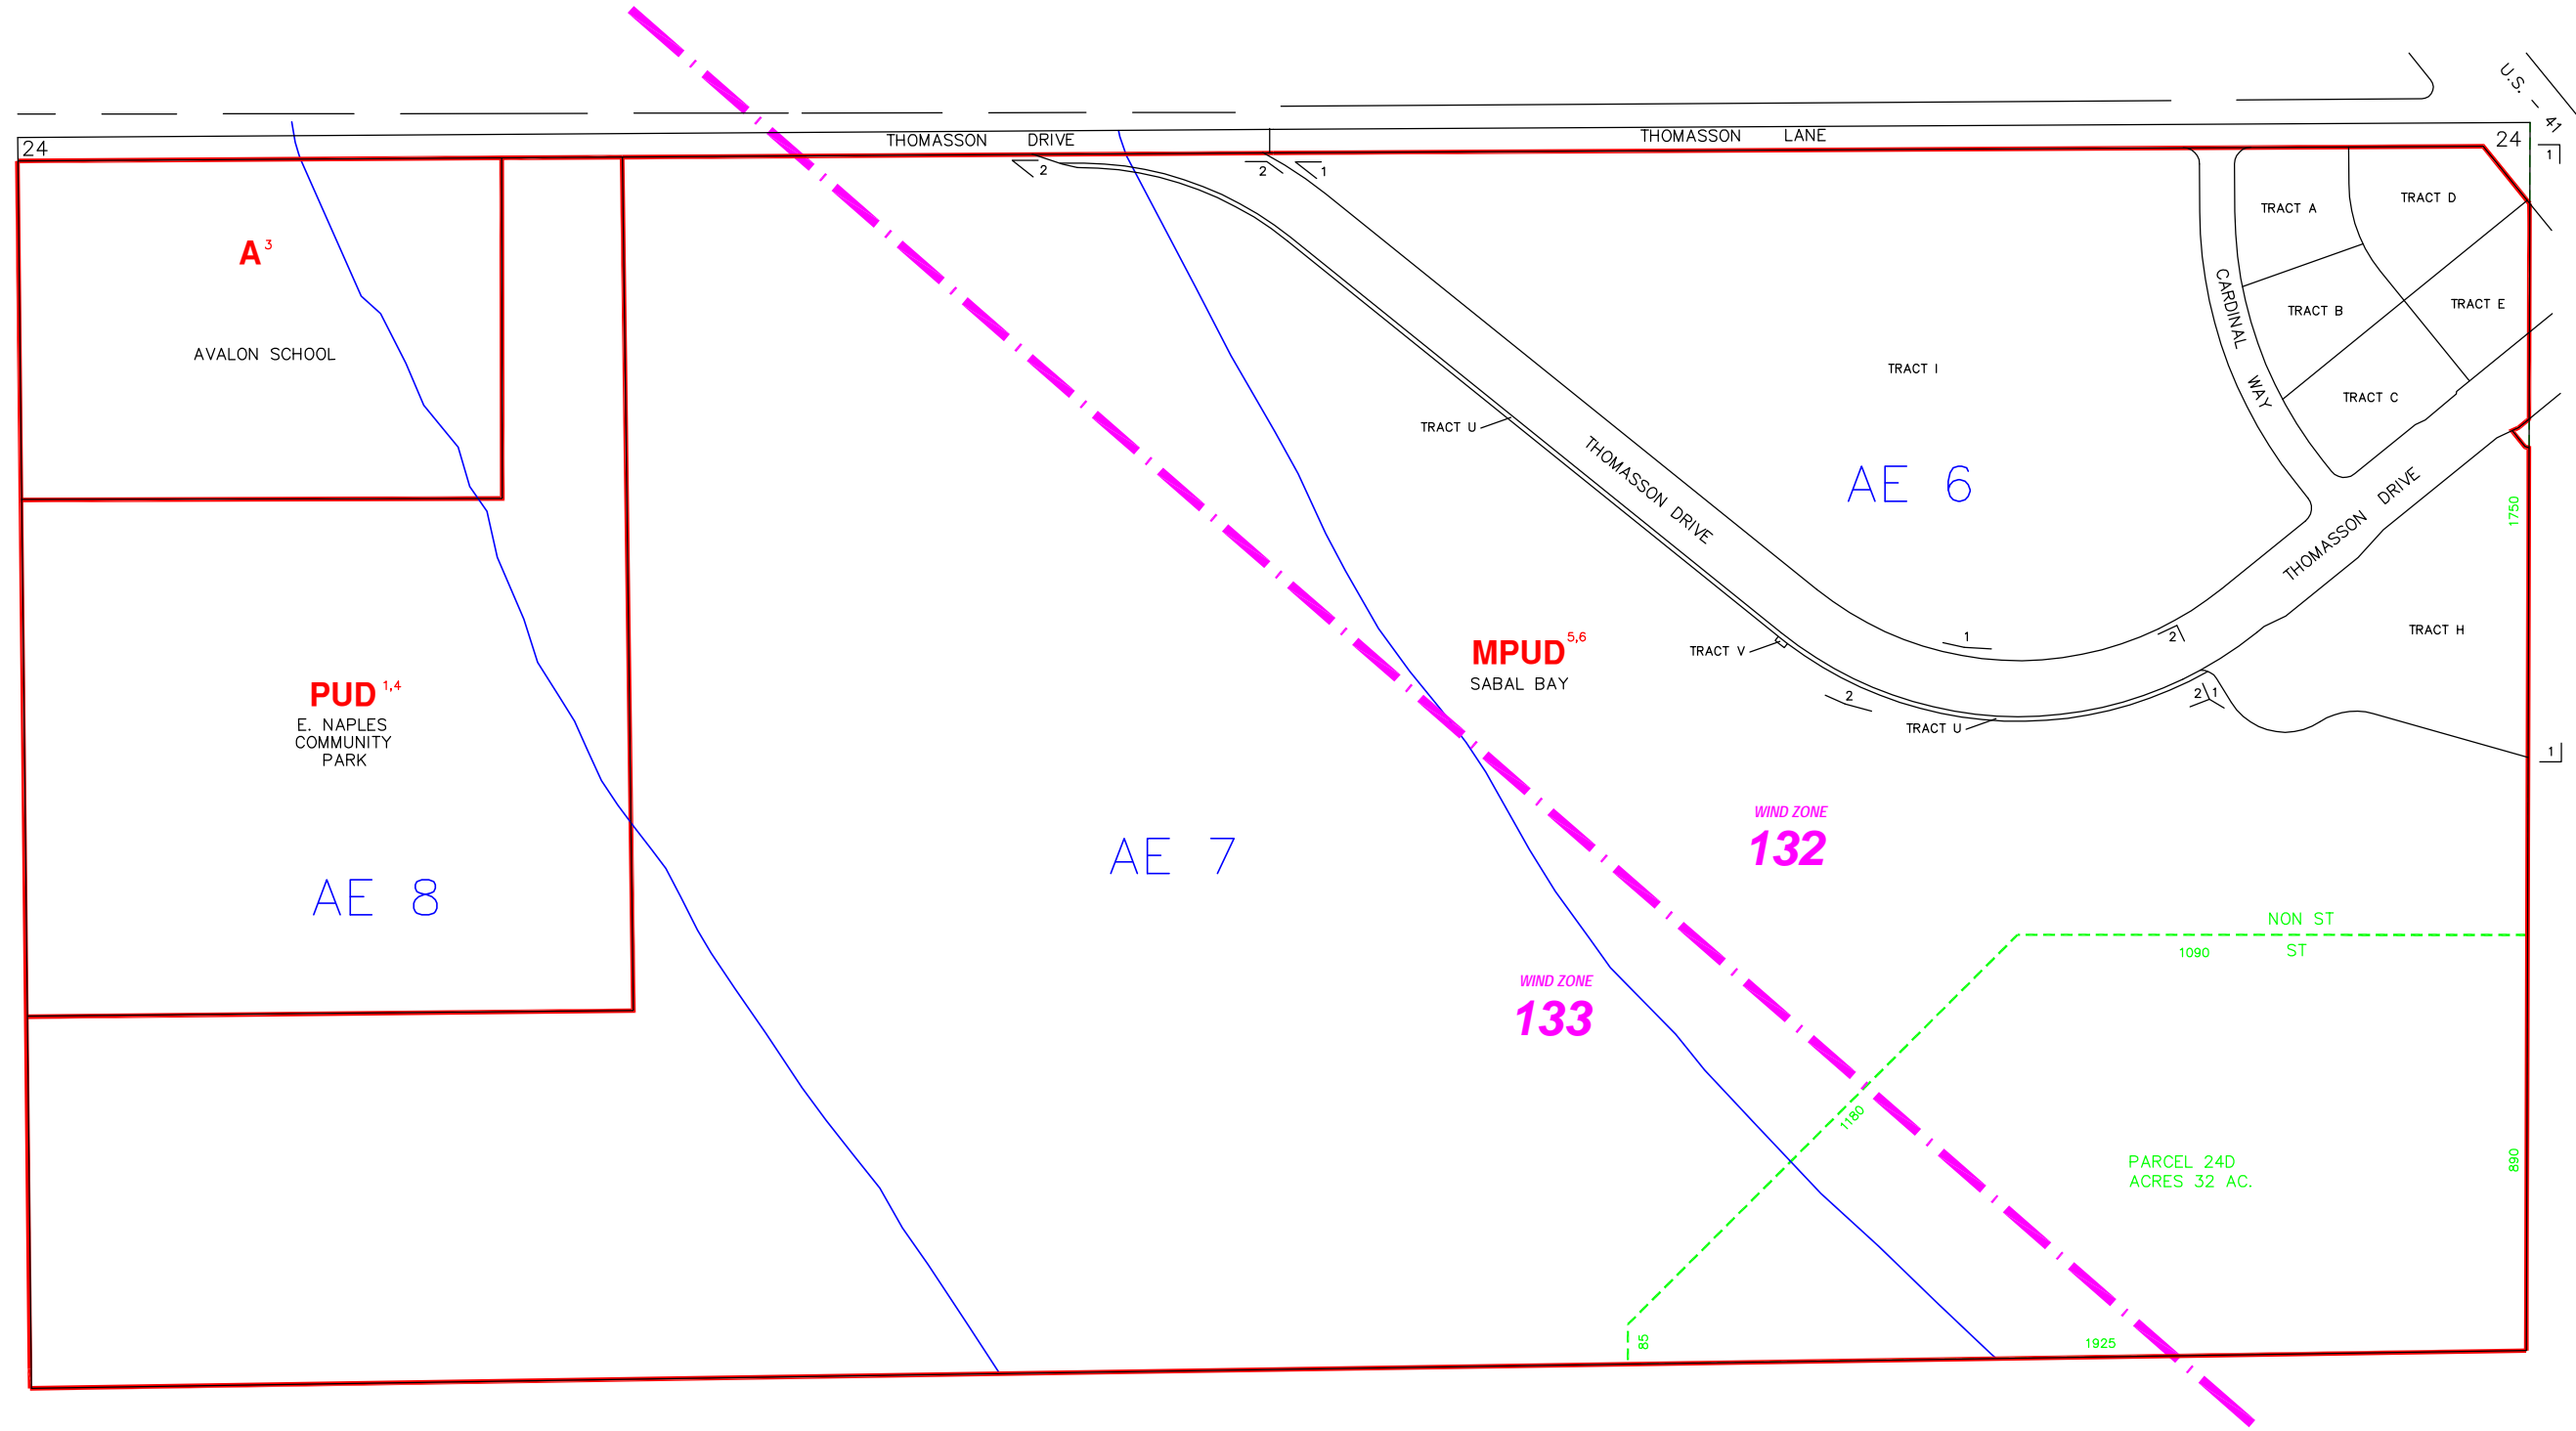 U.S. - 41
THOMASSON DRIVE
THOMASSON LANE
24
24
1
2
2
1
A3
AVALON SCHOOL
TRACT A
TRACT D
TRACT B
TRACT E
TRACT C
CARDINAL WAY
TRACT I
TRACT U
THOMASSON DRIVE
AE 6
THOMASSON DRIVE
1750
TRACT H
1
2
MPUD5,6
SABAL BAY
TRACT V
2
2
1
TRACT U
1
PUD1,4
E. NAPLES
COMMUNITY
PARK
AE 8
AE 7
WIND ZONE
132
WIND ZONE
133
NON ST
ST
1090
1180
PARCEL 24D
ACRES 32 AC.
890
85
1925